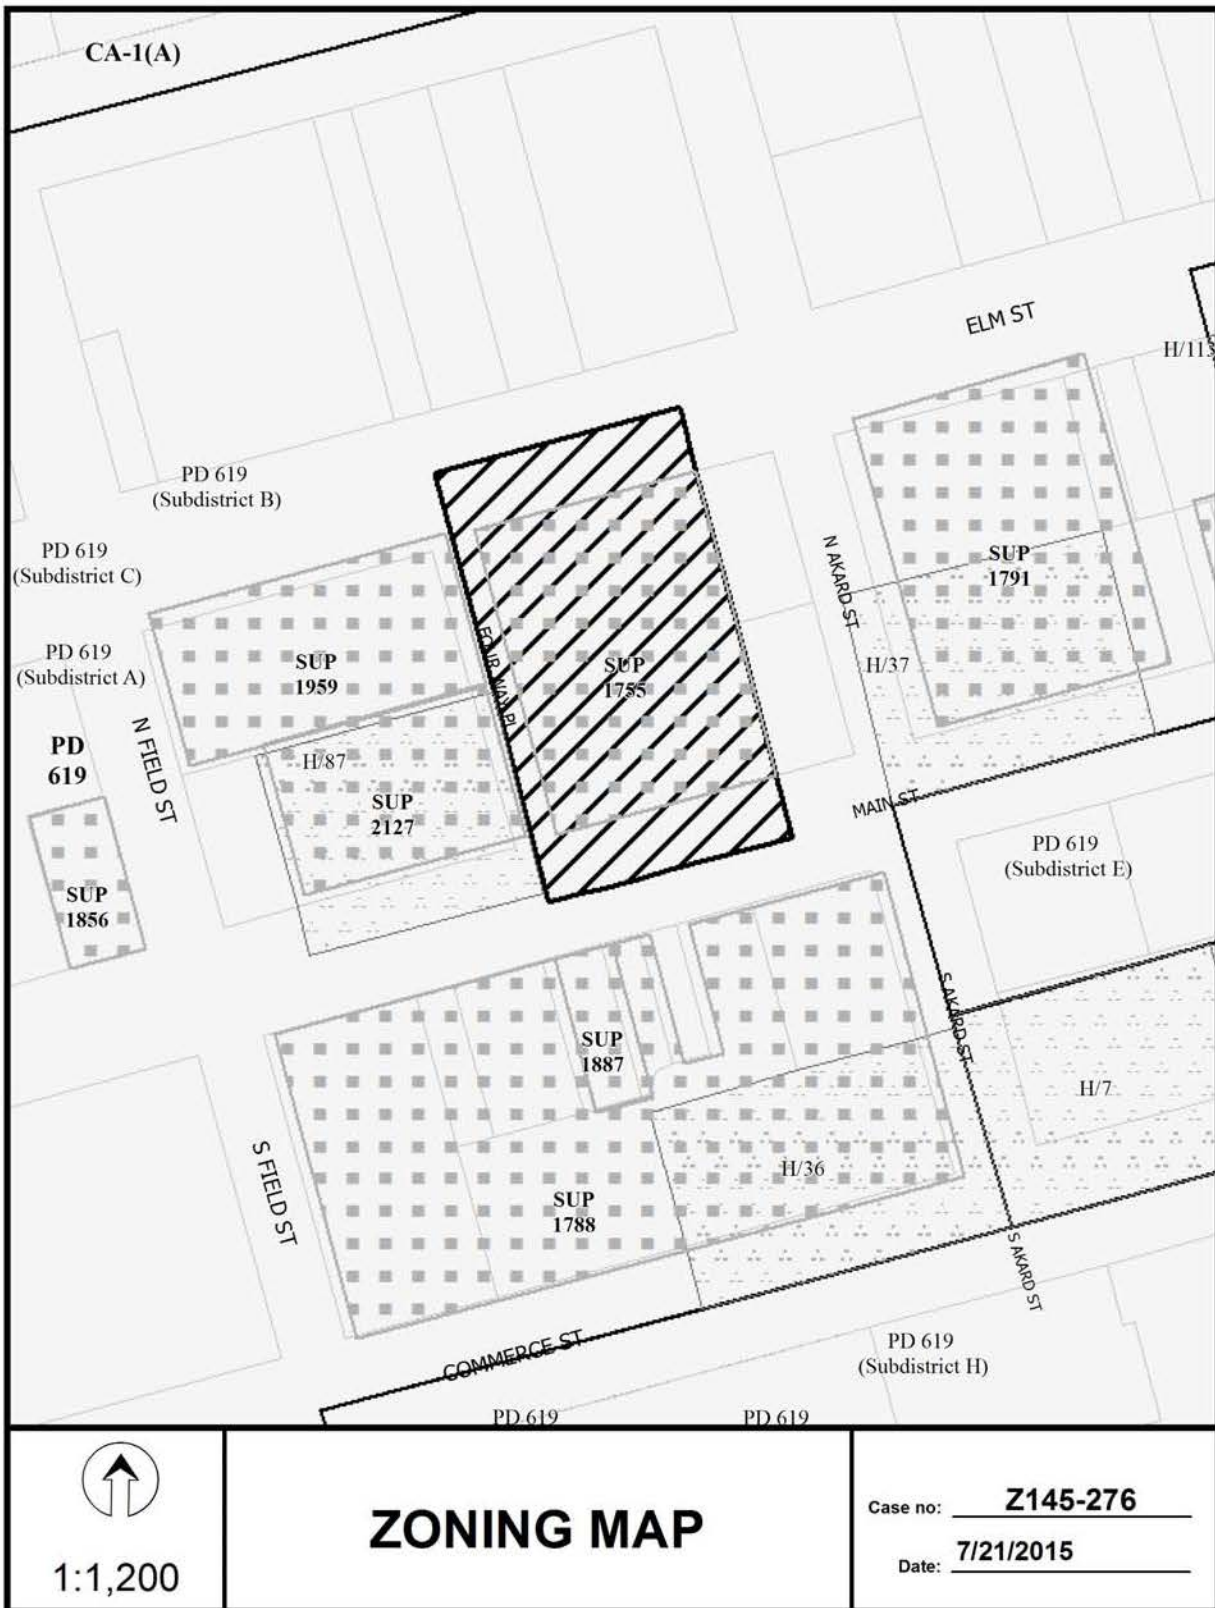 CA-1(A)
ELM ST
H/113
PD 619
(Subdistrict B)
PD 619
(Subdistrict C)
N AKARD ST
SUP
1791
PD 619
(Subdistrict A)
SUP
1959
FOUR WAY PL
SUP
1755
H/37
PD
619
N FIELD ST
H/87
SUP
2127
MAIN ST
PD 619
(Subdistrict E)
SUP
1856
S AKARD ST
SUP
1887
H/7
S FIELD ST
H/36
SUP
1788
S AKARD ST
COMMERCE ST
PD 619
(Subdistrict H)
PD 619
PD 619
1:1,200
ZONING MAP
Case no: Z145-276
Date: 7/21/2015